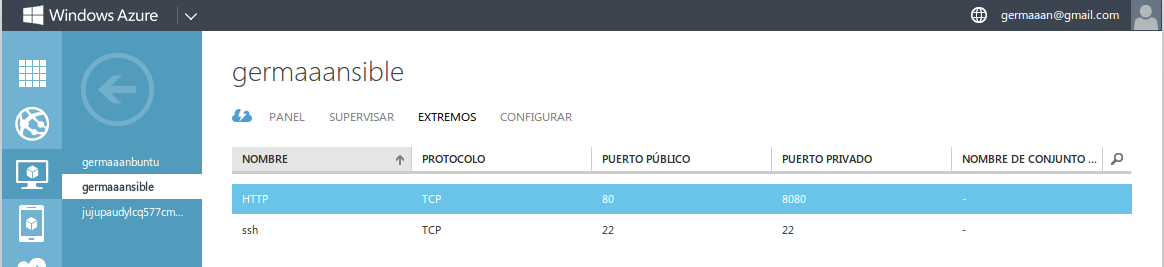 Windows Azure germaaan@gmail.com
germaaansible
PANEL SUPERVISAR EXTREMOS CONFIGURAR
NOMBRE PROTOCOLO PUERTO PÚBLICO PUERTO PRIVADO NOMBRE DE CONJUNTO ...
HTTP TCP 80 8080 -
ssh TCP 22 22 -
germaaanbuntu
germaaansible
jujupaudylcq577cm...